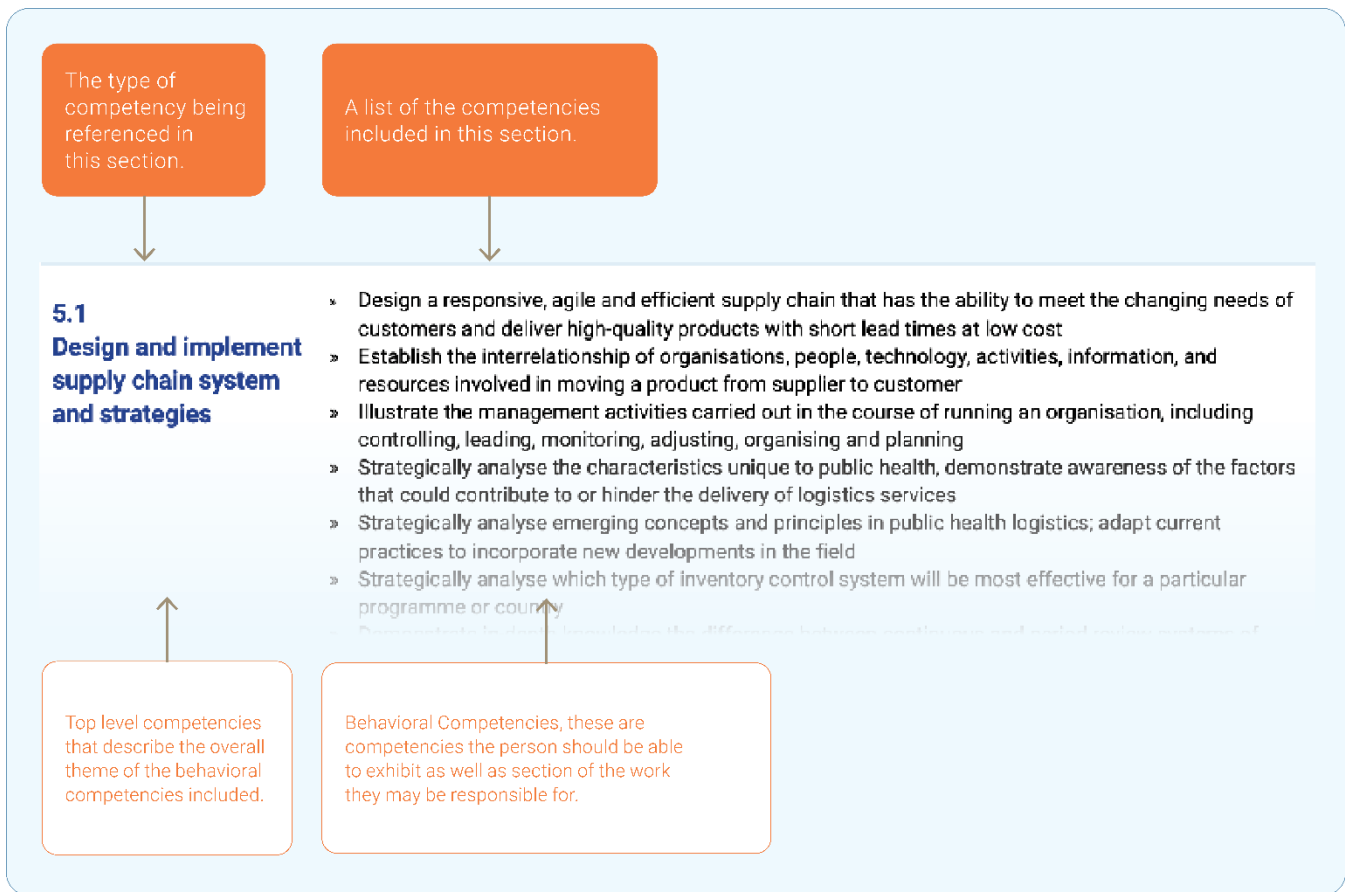 The type of
competency being
referenced in
this section.
A list of the competencies
included in this section.
5.1
Design and implement
supply chain system
and strategies
» Design a responsive, agile and efficient supply chain that has the ability to meet the changing needs of
customers and deliver high-quality products with short lead times at low cost
» Establish the interrelationship of organisations, people, technology, activities, information, and
resources involved in moving a product from supplier to customer
» Illustrate the management activities carried out in the course of running an organisation, including
controlling, leading, monitoring, adjusting, organising and planning
» Strategically analyse the characteristics unique to public health, demonstrate awareness of the factors
that could contribute to or hinder the delivery of logistics services
» Strategically analyse emerging concepts and principles in public health logistics; adapt current
practices to incorporate new developments in the field
» Strategically analyse which type of inventory control system will be most effective for a particular
programme or country
Top level competencies
that describe the overall
theme of the behavioral
competencies included.
Behavioral Competencies, these are
competencies the person should be able
to exhibit as well as section of the work
they may be responsible for.